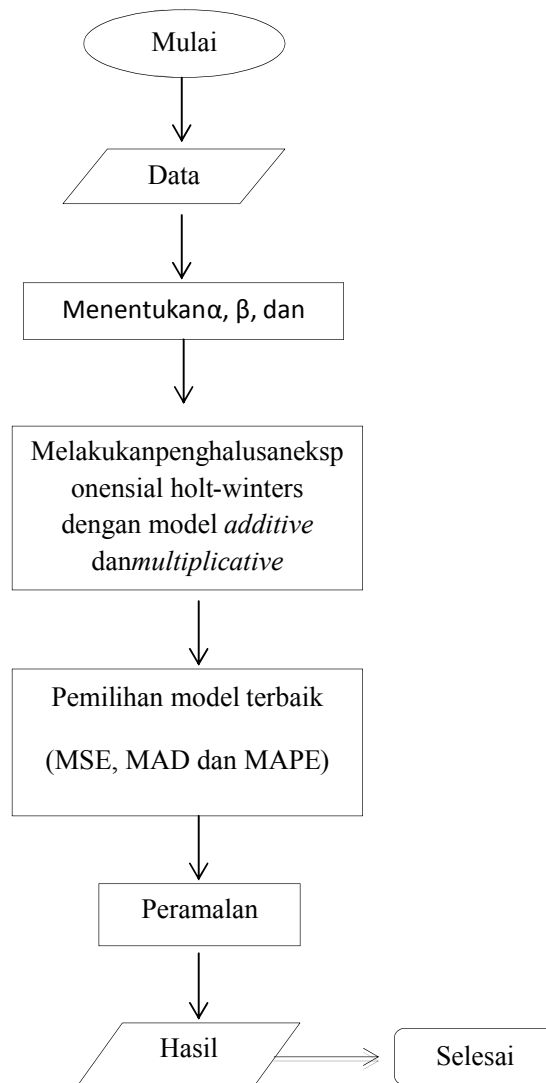 Mulai
Data
Menentukanα, β, dan
Melakukanpenghalusaneksp
onensial holt-winters
dengan model additive
danmultiplicative
Pemilihan model terbaik
(MSE, MAD dan MAPE)
Peramalan
Hasil
Selesai